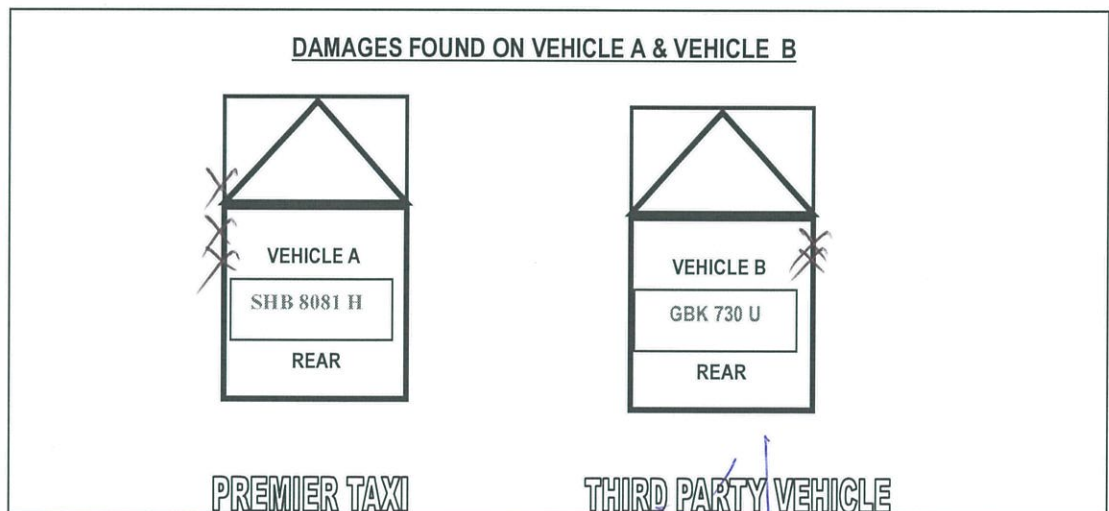 DAMAGES FOUND ON VEHICLE A & VEHICLE B
VEHICLE A
SHB 8081 H
REAR
VEHICLE B
GBK 730 U
REAR
PREMIER TAXI
THIRD PARTY VEHICLE